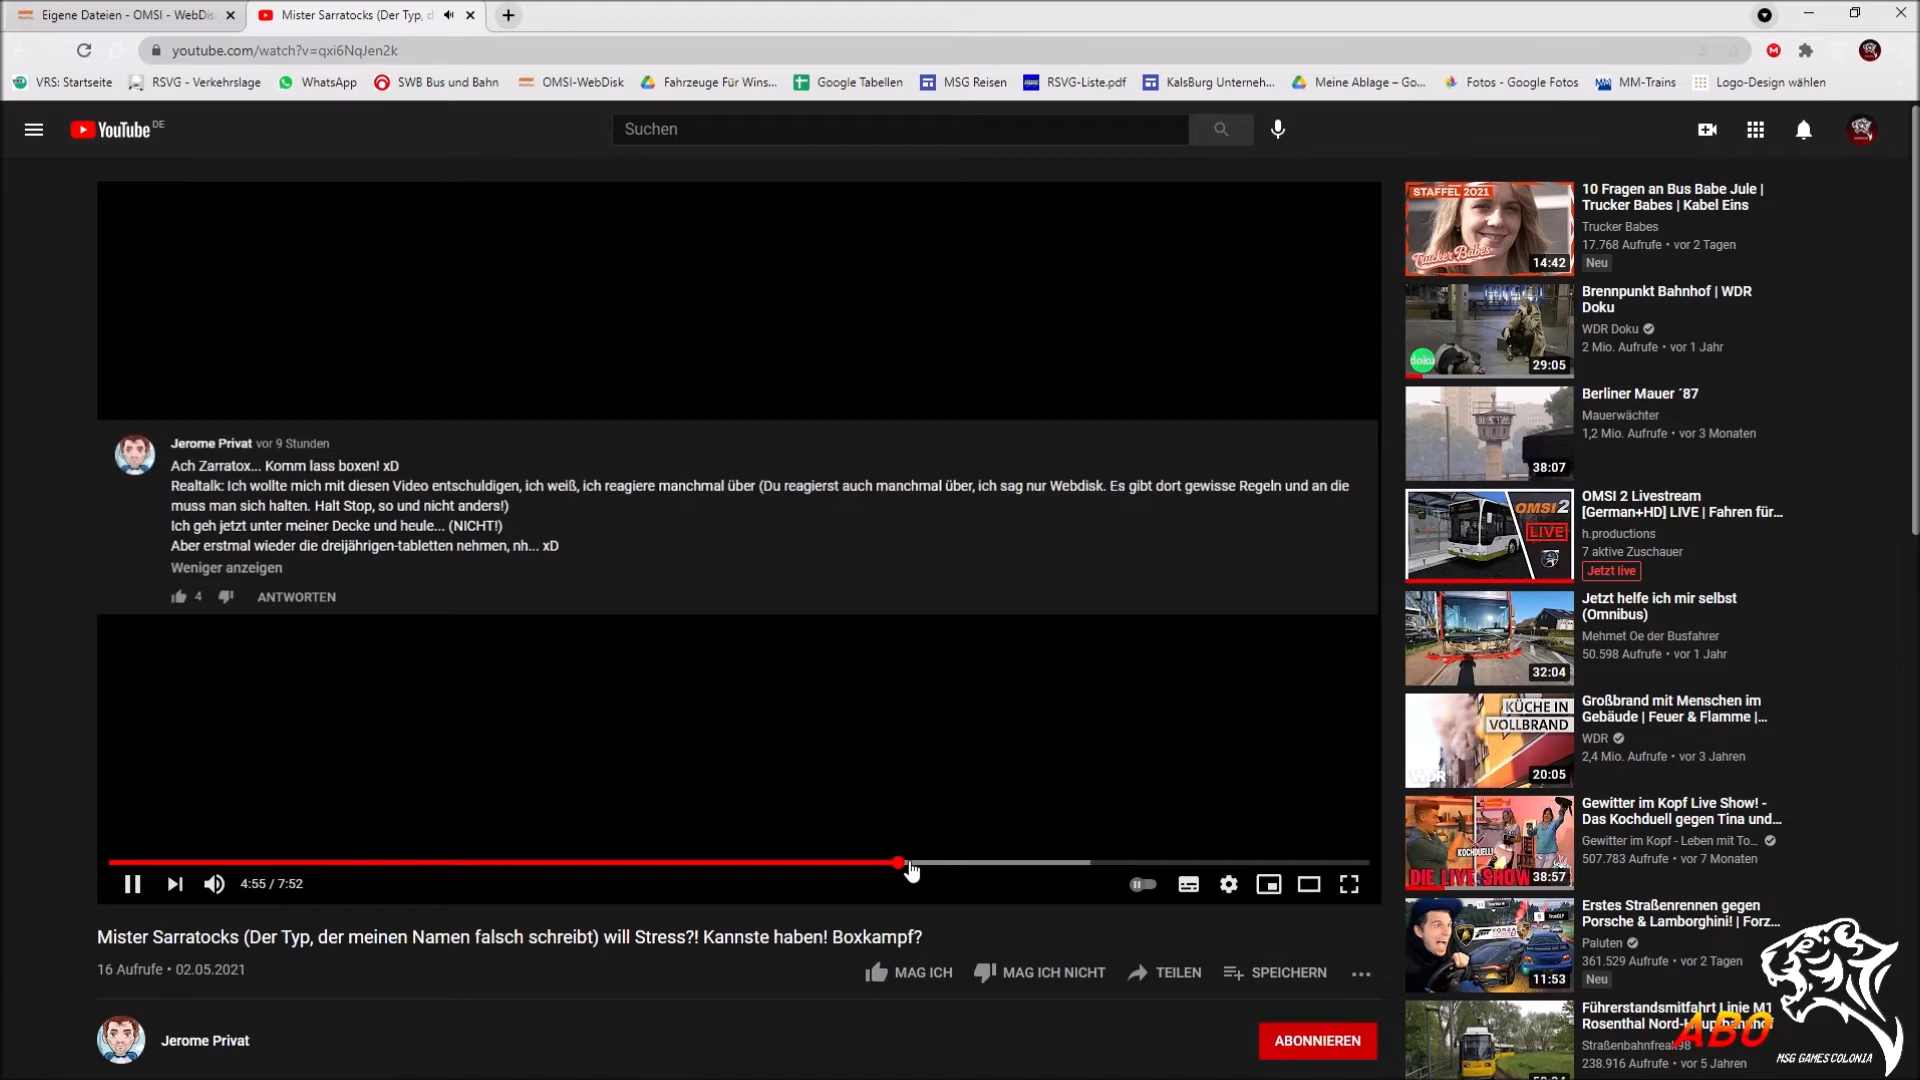 Eigene Dateien - OMSI - WebDis
Mister Sarratocks (Der Typ, d
youtube.com/watch?v=qxi6NqJen2k
VRS: Startseite
RSVG - Verkehrslage
WhatsApp
SWB Bus und Bahn
OMSI-WebDisk
Fahrzeuge Für Wins...
Google Tabellen
MSG Reisen
RSVG-Liste.pdf
KalsBurg Unterneh...
Meine Ablage – Go...
Fotos - Google Fotos
MM-Trains
Logo-Design wählen
YouTube DE
Suchen
Jerome Privat vor 9 Stunden
Ach Zarratox... Komm lass boxen! xD
Realtalk: Ich wollte mich mit diesen Video entschuldigen, ich weiß, ich reagiere manchmal über (Du reagierst auch manchmal über, ich sag nur Webdisk. Es gibt dort gewisse Regeln und an die
muss man sich halten. Halt Stop, so und nicht anders!)
Ich geh jetzt unter meiner Decke und heule... (NICHT!)
Aber erstmal wieder die dreijährigen-tabletten nehmen, nh... xD
Weniger anzeigen
4
ANTWORTEN
4:55 / 7:52
Mister Sarratocks (Der Typ, der meinen Namen falsch schreibt) will Stress?! Kannste haben! Boxkampf?
16 Aufrufe • 02.05.2021
MAG ICH
MAG ICH NICHT
TEILEN
SPEICHERN
Jerome Privat
ABONNIEREN
STAFFEL 2021
Trucker Babes
14:42
10 Fragen an Bus Babe Jule |
Trucker Babes | Kabel Eins
Trucker Babes
17.768 Aufrufe • vor 2 Tagen
Neu
doku
29:05
Brennpunkt Bahnhof | WDR
Doku
WDR Doku
2 Mio. Aufrufe • vor 1 Jahr
38:07
Berliner Mauer ´87
Mauerwächter
1,2 Mio. Aufrufe • vor 3 Monaten
OMSI2
LIVE
OMSI 2 Livestream
[German+HD] LIVE | Fahren für...
h.productions
7 aktive Zuschauer
Jetzt live
32:04
Jetzt helfe ich mir selbst
(Omnibus)
Mehmet Oe der Busfahrer
50.598 Aufrufe • vor 1 Jahr
KÜCHE IN
VOLLBRAND
WDR
20:05
Großbrand mit Menschen im
Gebäude | Feuer & Flamme |...
WDR
2,4 Mio. Aufrufe • vor 3 Jahren
KOCHDUELL!
DIE LIVE SHOW
38:57
Gewitter im Kopf Live Show! -
Das Kochduell gegen Tina und...
Gewitter im Kopf - Leben mit To...
507.783 Aufrufe • vor 7 Monaten
11:53
Erstes Straßenrennen gegen
Porsche & Lamborghini! | Forz...
Paluten
361.529 Aufrufe • vor 2 Tagen
Neu
Führerstandsmitfahrt Linie M1
Rosenthal Nord-Hauptbahnhof
Straßenbahnfreak98
238.916 Aufrufe • vor 5 Jahren
ABO
MSG GAMES COLONIA